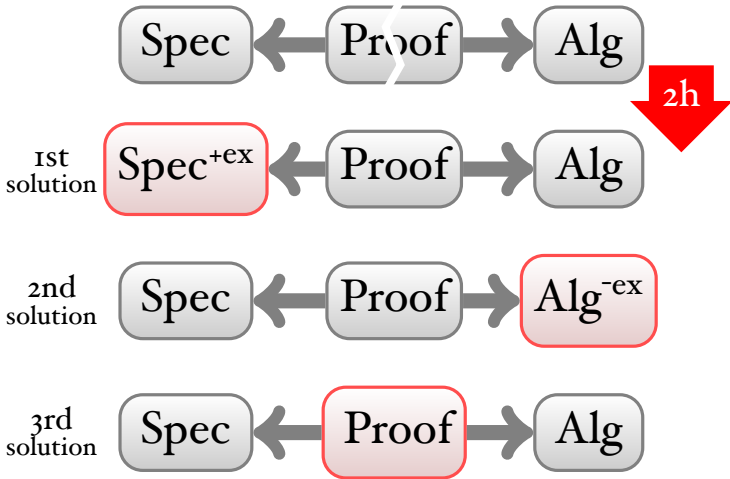 Spec Proof Alg
2h
1st
solution
Spec+ex Proof Alg
2nd
solution
Spec Proof Alg-ex
3rd
solution
Spec Proof Alg